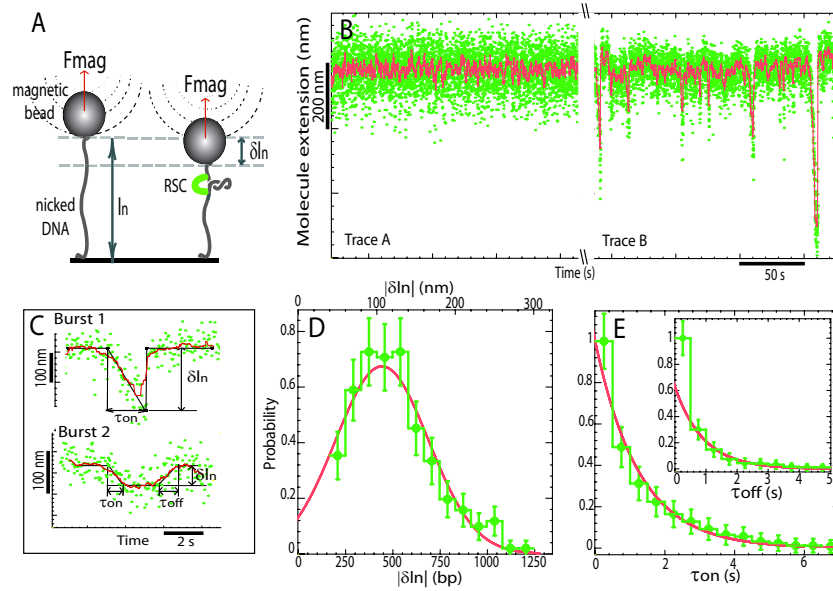 A
Fmag
magnetic
bead
Fmag
δln
RSC
nicked
DNA
ln
B
Molecule extension (nm)
200 nm
Trace A
Trace B
Time (s)
50 s
C
Burst 1
100 nm
δln
τon
Burst 2
100 nm
δln
τon
τoff
Time
2 s
|δln| (nm)
0
100
200
300
D
Probability
0.8
0.6
0.4
0.2
0
0
250
500
750
1000
1250
|δln| (bp)
E
1
0.8
0.6
0.4
0.2
0
0
2
4
6
τon (s)
1
0.8
0.6
0.4
0.2
0
0
1
2
3
4
5
τoff (s)